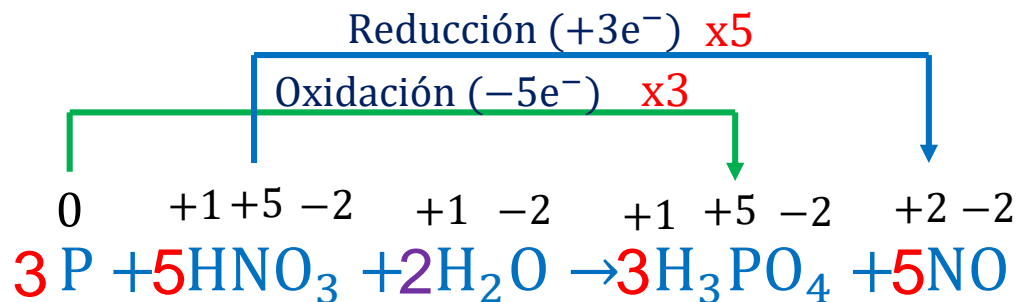 Reducción (+3e⁻) x5
Oxidación (−5e⁻) x3
0 +1 +5 −2 +1 −2 +1 +5 −2 +2 −2
3 P + 5HNO₃ + 2H₂O → 3H₃PO₄ + 5NO